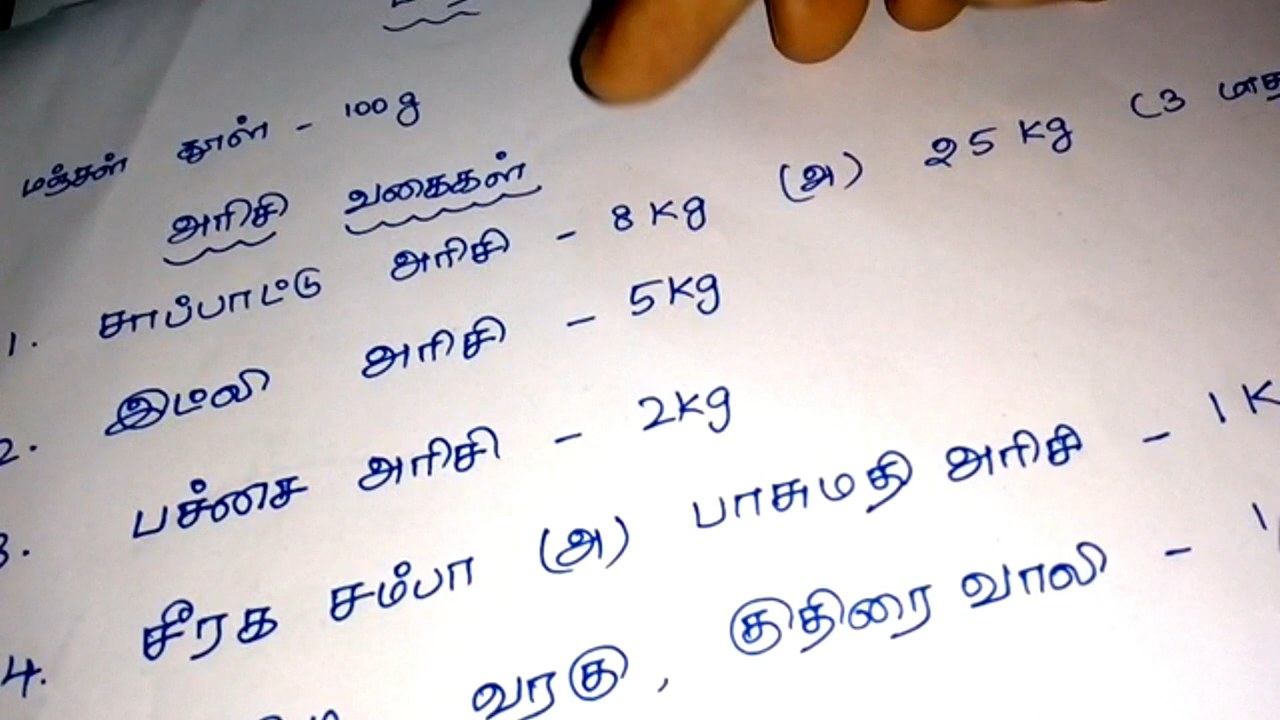 மஞ்சள் தூள் - 100 g
அரிசி வகைகள்
1. சாப்பாட்டு அரிசி - 8 kg (அ) 25 kg (3
2. இட்லி அரிசி - 5 kg
3. பச்சை அரிசி - 2 kg
4. சீரக சம்பா (அ) பாசுமதி அரிசி - 1 K
வரகு, குதிரை வாலி -